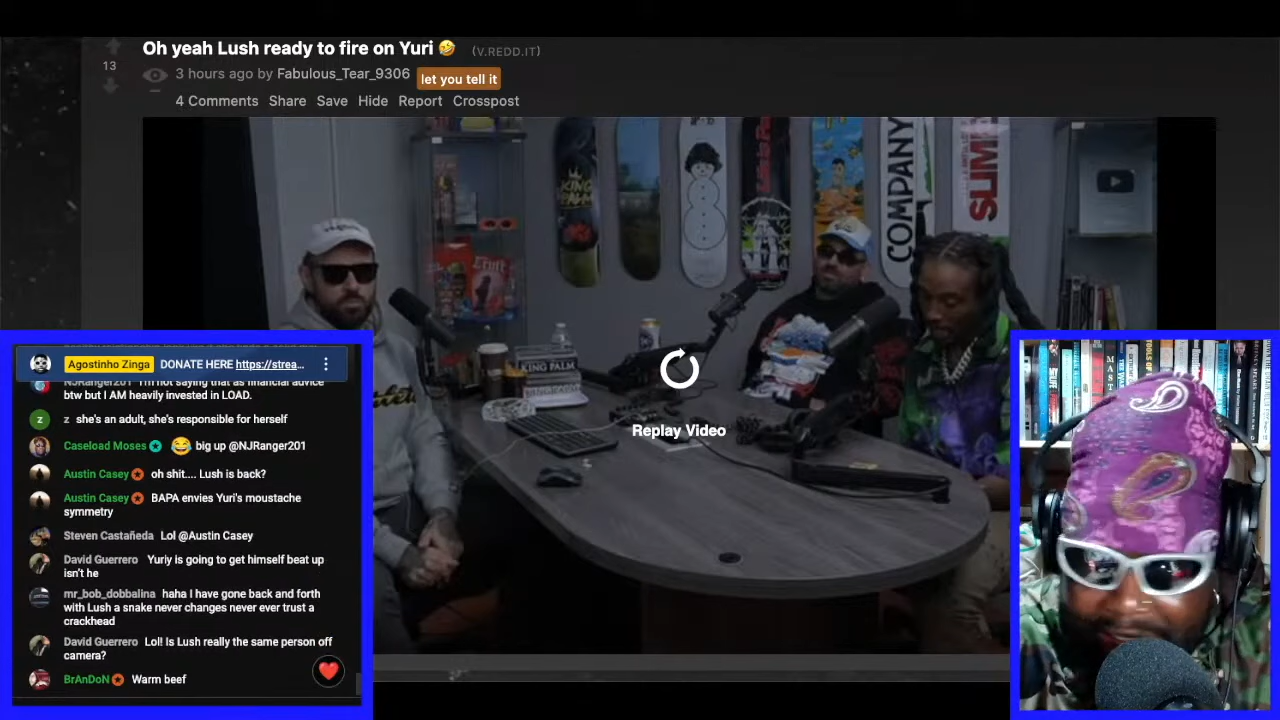 Oh yeah Lush ready to fire on Yuri 🤣 (V.REDD.IT)
13
3 hours ago by Fabulous_Tear_9306 let you tell it
4 Comments Share Save Hide Report Crosspost
COMPANY
SLIME
KING PALM
Replay Video
Agostinho Zinga DONATE HERE https://strea...
NJRanger201 I'm not saying that as financial advice
btw but I AM heavily invested in LOAD.
z z she's an adult, she's responsible for herself
Caseload Moses 😂 big up @NJRanger201
Austin Casey oh shit.... Lush is back?
Austin Casey BAPA envies Yuri's moustache
symmetry
Steven Castañeda Lol @Austin Casey
David Guerrero Yuriy is going to get himself beat up
isn't he
mr_bob_dobbalina haha I have gone back and forth
with Lush a snake never changes never ever trust a
crackhead
David Guerrero Lol! Is Lush really the same person off
camera?
BrAnDoN Warm beef